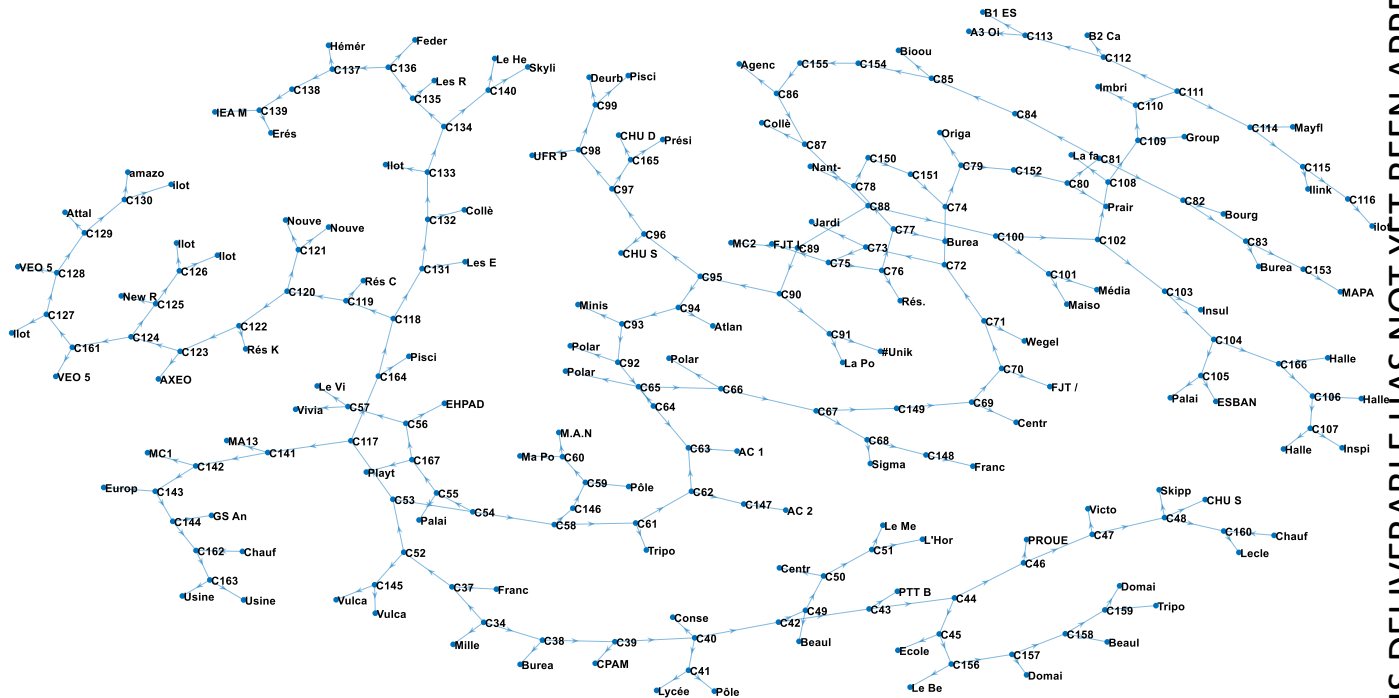 B1 ES
A3 Oi
C113
B2 Ca
C112
Hémér
Feder
C137
C136
Le He
Skyli
Les R
C138
C135
C140
IEA M
C139
Erés
C134
Deurb
Pisci
C99
CHU D
Prési
UFR P
C98
C165
C97
Agenc
C155
C154
Bioou
C85
C86
C84
Collè
C87
Imbri
C111
C110
C109
Group
C114
Mayfl
C115
Ilink
C116
ilot
Origa
Nant-
C150
C151
C79
C152
La fa
C81
C80
C108
C78
C88
C74
Prair
C82
Bourg
C83
Burea
C153
MAPA
Ilot
C133
amazo
ilot
C130
Attal
C129
C132
Collè
Nouve
Nouve
C121
Ilot
Ilot
C126
VEO 5
C128
C131
Les E
C96
CHU S
Jardi
C77
MC2
FJT L
C89
C73
Burea
C100
C102
C75
C76
C72
C95
Rés.
C101
Média
Maiso
C103
Insul
New R
C125
C120
Rés C
C119
C127
Ilot
C118
C122
Rés K
C124
C161
C123
VEO 5
AXEO
Minis
C94
C93
Atlan
C90
C91
#Unik
La Po
C71
Wegel
C104
C166
Halle
C105
Palai
ESBAN
C106
Halle
C107
Halle
Inspi
Pisci
C164
Le Vi
Vivia
C57
EHPAD
C56
Polar
C92
Polar
C65
Polar
C66
C64
C67
C149
C70
FJT /
C69
Centr
C68
Sigma
C148
Franc
MA13
C141
C117
MC1
C142
Playt
C167
Europ
C143
C144
GS An
C53
C55
Palai
C54
M.A.N
Ma Po
C60
C59
Pôle
C146
C58
C61
Tripo
C63
AC 1
C62
C147
AC 2
C162
Chauf
C163
Usine
Usine
C52
C145
Vulca
Vulca
C37
Franc
C34
Mille
C38
Burea
C39
CPAM
Conse
C40
C41
Lycée
Pôle
C42
Centr
C50
C51
Le Me
L'Hor
C49
Beaul
C43
PTT B
C44
PROUE
C46
Victo
C47
Skipp
CHU S
C48
C160
Chauf
Lecle
C45
Ecole
C156
Le Be
C157
Domai
C158
Beaul
C159
Domai
Tripo